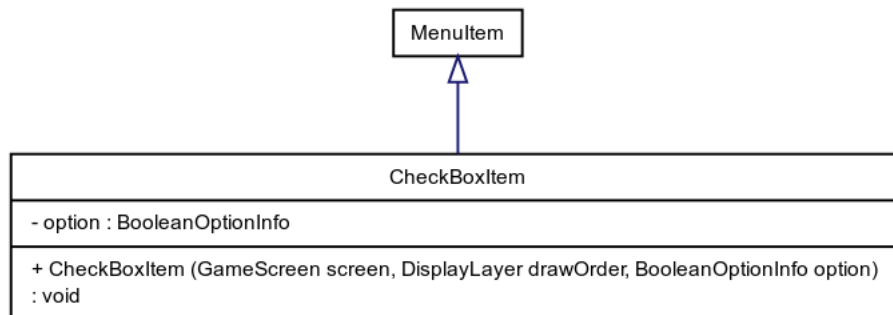 MenuItem
CheckBoxItem
- option : BooleanOptionInfo
+ CheckBoxItem (GameScreen screen, DisplayLayer drawOrder, BooleanOptionInfo option)
: void